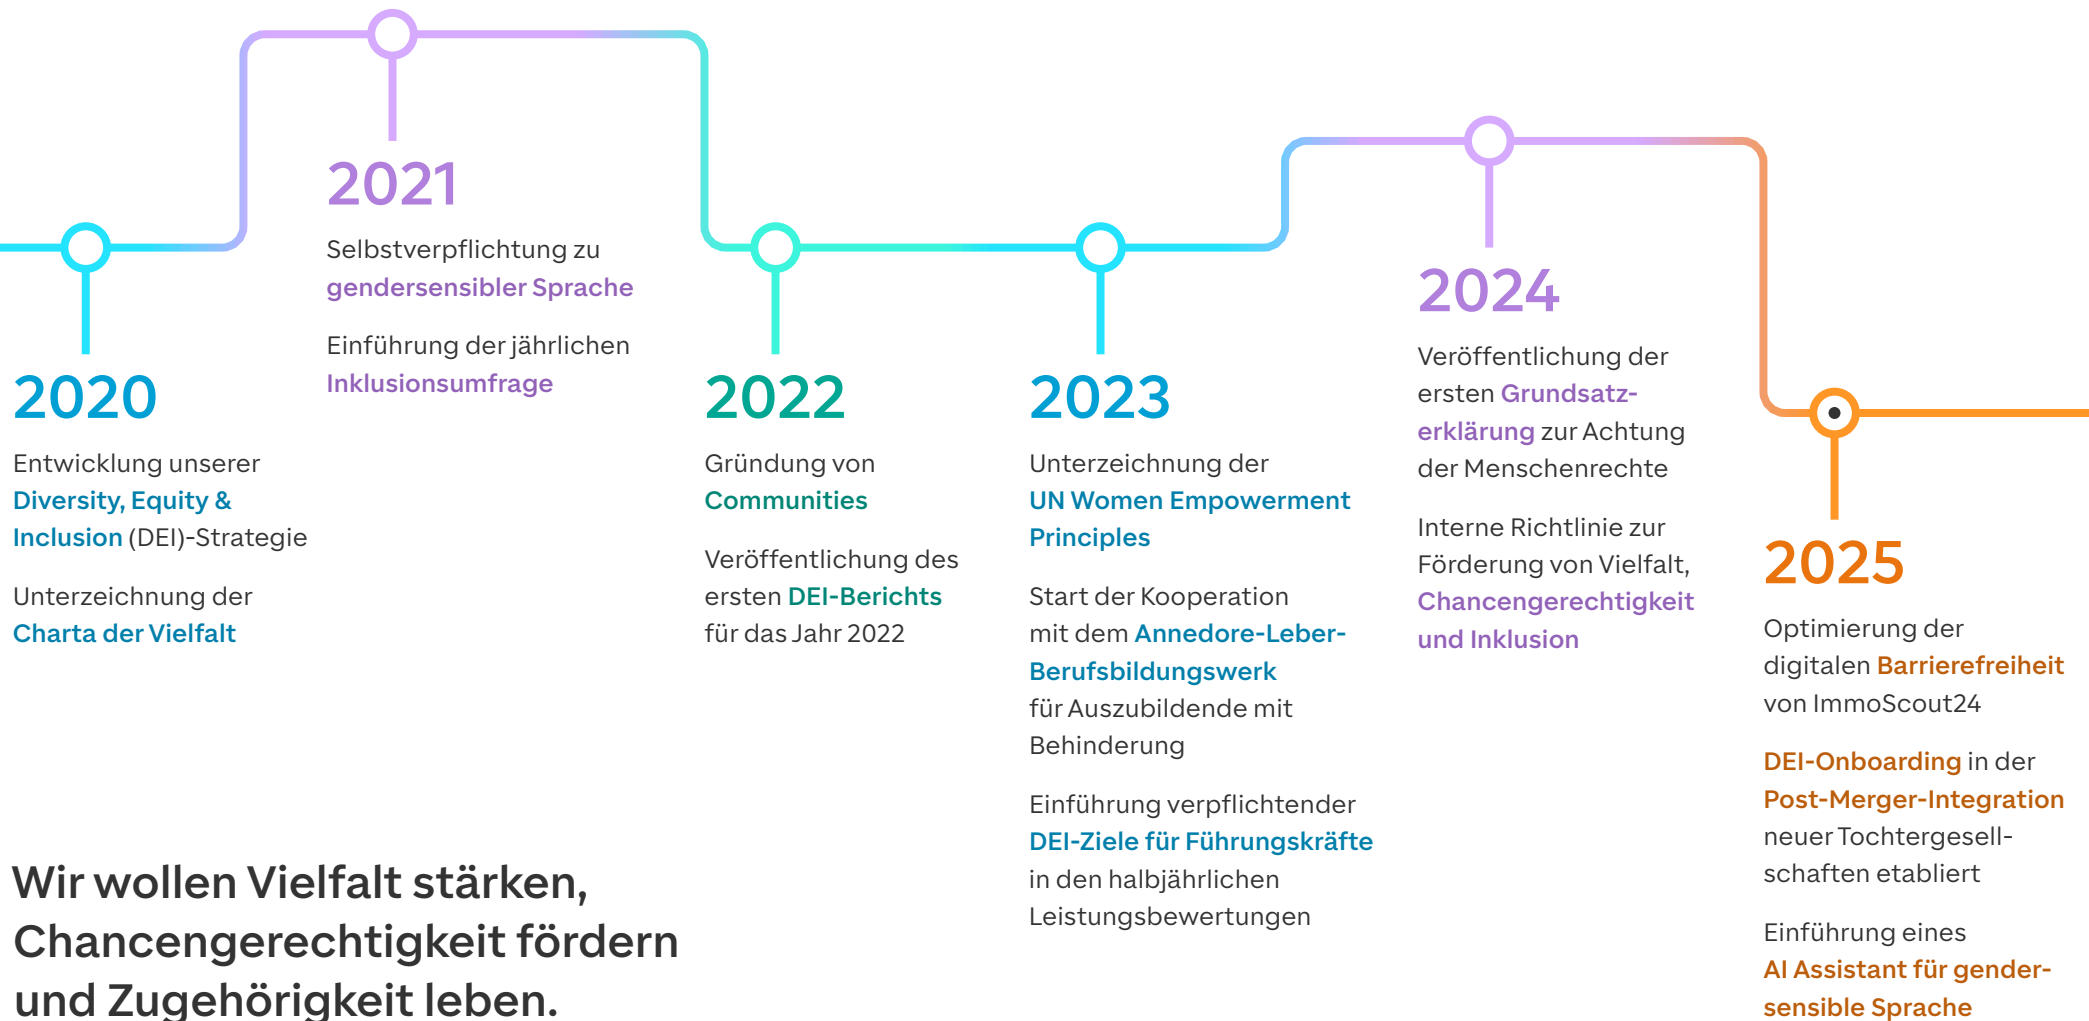 2020
Entwicklung unserer
Diversity, Equity &
Inclusion (DEI)-Strategie
Unterzeichnung der
Charta der Vielfalt
2021
Selbstverpflichtung zu
gendersensibler Sprache
Einführung der jährlichen
Inklusionsumfrage
2022
Gründung von
Communities
Veröffentlichung des
ersten DEI-Berichts
für das Jahr 2022
2023
Unterzeichnung der
UN Women Empowerment
Principles
Start der Kooperation
mit dem Annedore-Leber-
Berufsbildungswerk
für Auszubildende mit
Behinderung
Einführung verpflichtender
DEI-Ziele für Führungskräfte
in den halbjährlichen
Leistungsbewertungen
2024
Veröffentlichung der
ersten Grundsatz-
erklärung zur Achtung
der Menschenrechte
Interne Richtlinie zur
Förderung von Vielfalt,
Chancengerechtigkeit
und Inklusion
2025
Optimierung der
digitalen Barrierefreiheit
von ImmoScout24
DEI-Onboarding in der
Post-Merger-Integration
neuer Tochtergesell-
schaften etabliert
Einführung eines
AI Assistant für gender-
sensible Sprache
Wir wollen Vielfalt stärken,
Chancengerechtigkeit fördern
und Zugehörigkeit leben.